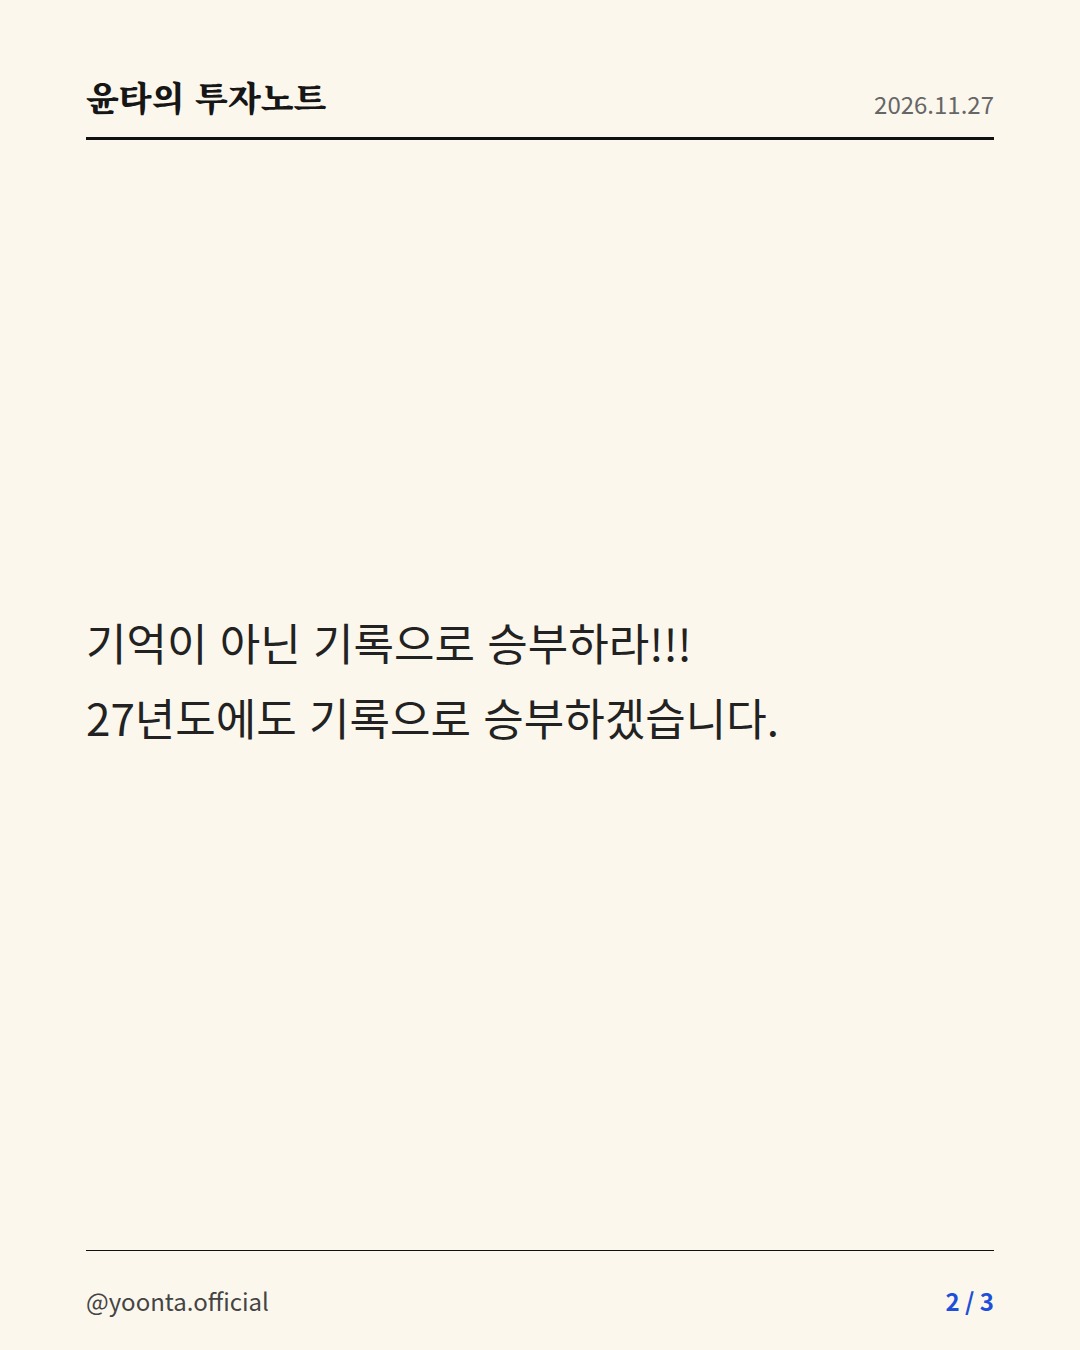 윤타의 투자노트
2026.11.27
기억이 아닌 기록으로 승부하라!!!
27년도에도 기록으로 승부하겠습니다.
@yoonta.official
2 / 3